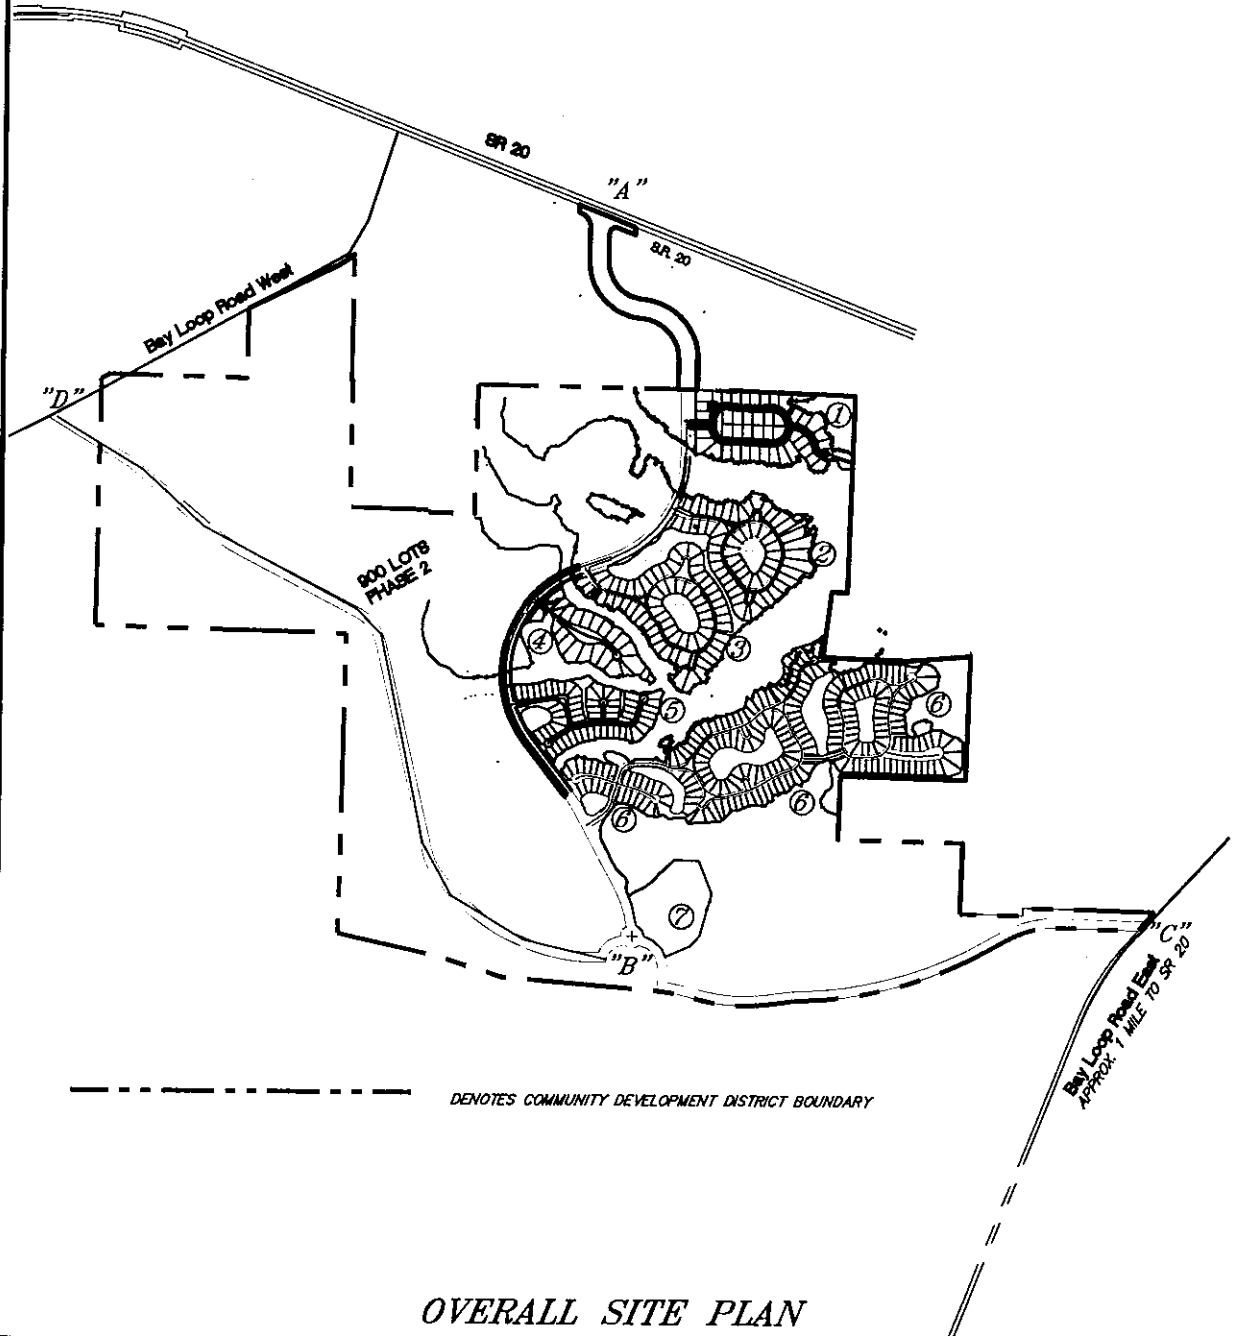 SR 20
"A"
S.R. 20
Bay Loop Road West
"D"
1
2
900 LOTS
PHASE 2
4
3
5
6
6
6
7
"B"
"C"
Bay Loop Road East
APPROX. 1 MILE TO SR 20
DENOTES COMMUNITY DEVELOPMENT DISTRICT BOUNDARY
OVERALL SITE PLAN